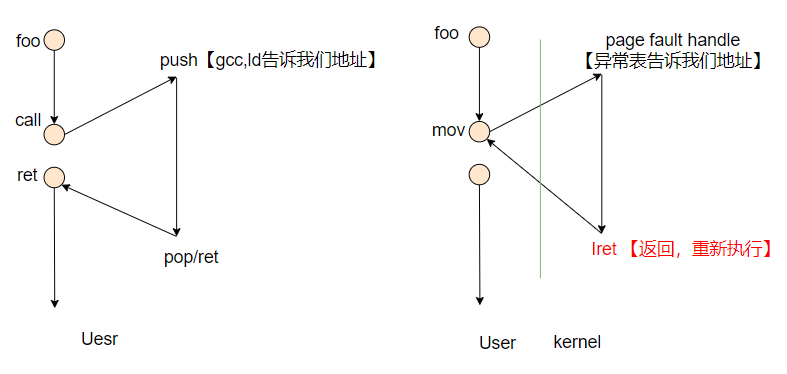 foo
push【gcc,ld告诉我们地址】
call
ret
pop/ret
Uesr
foo
page fault handle
【异常表告诉我们地址】
mov
Iret 【返回，重新执行】
User
kernel